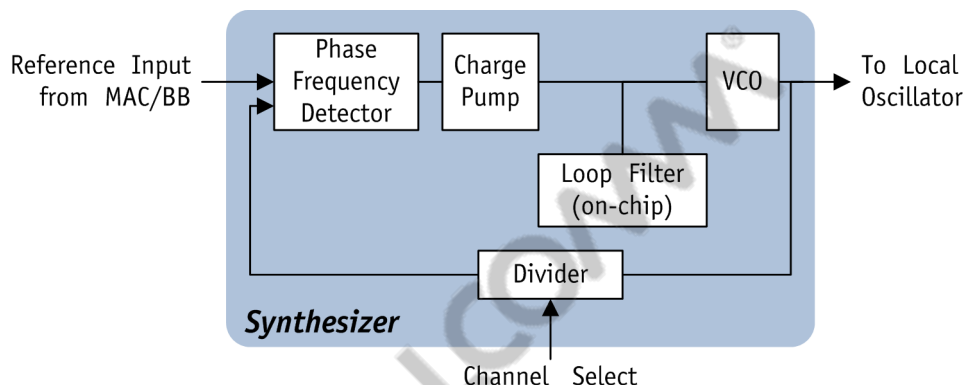 Reference Input
from MAC/BB
Phase
Frequency
Detector
Charge
Pump
VCO
To Local
Oscillator
Loop Filter
(on-chip)
Divider
Synthesizer
Channel Select